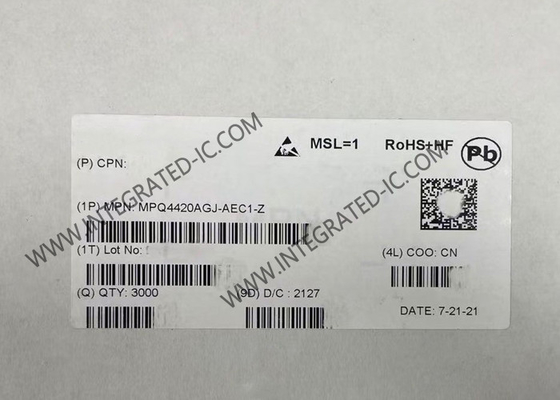 MSL=1 RoHS+HF Pb
(P) CPN:
(1P) MPN: MPQ4420AGJ-AEC1-Z
(1T) Lot No:
(4L) COO: CN
(Q) QTY: 3000 (9D) D/C : 2127
DATE: 7-21-21
WWW.INTEGRATED-IC.COM
WWW.INTEGRATED-IC.COM
WWW.INTEGRATED-IC.COM